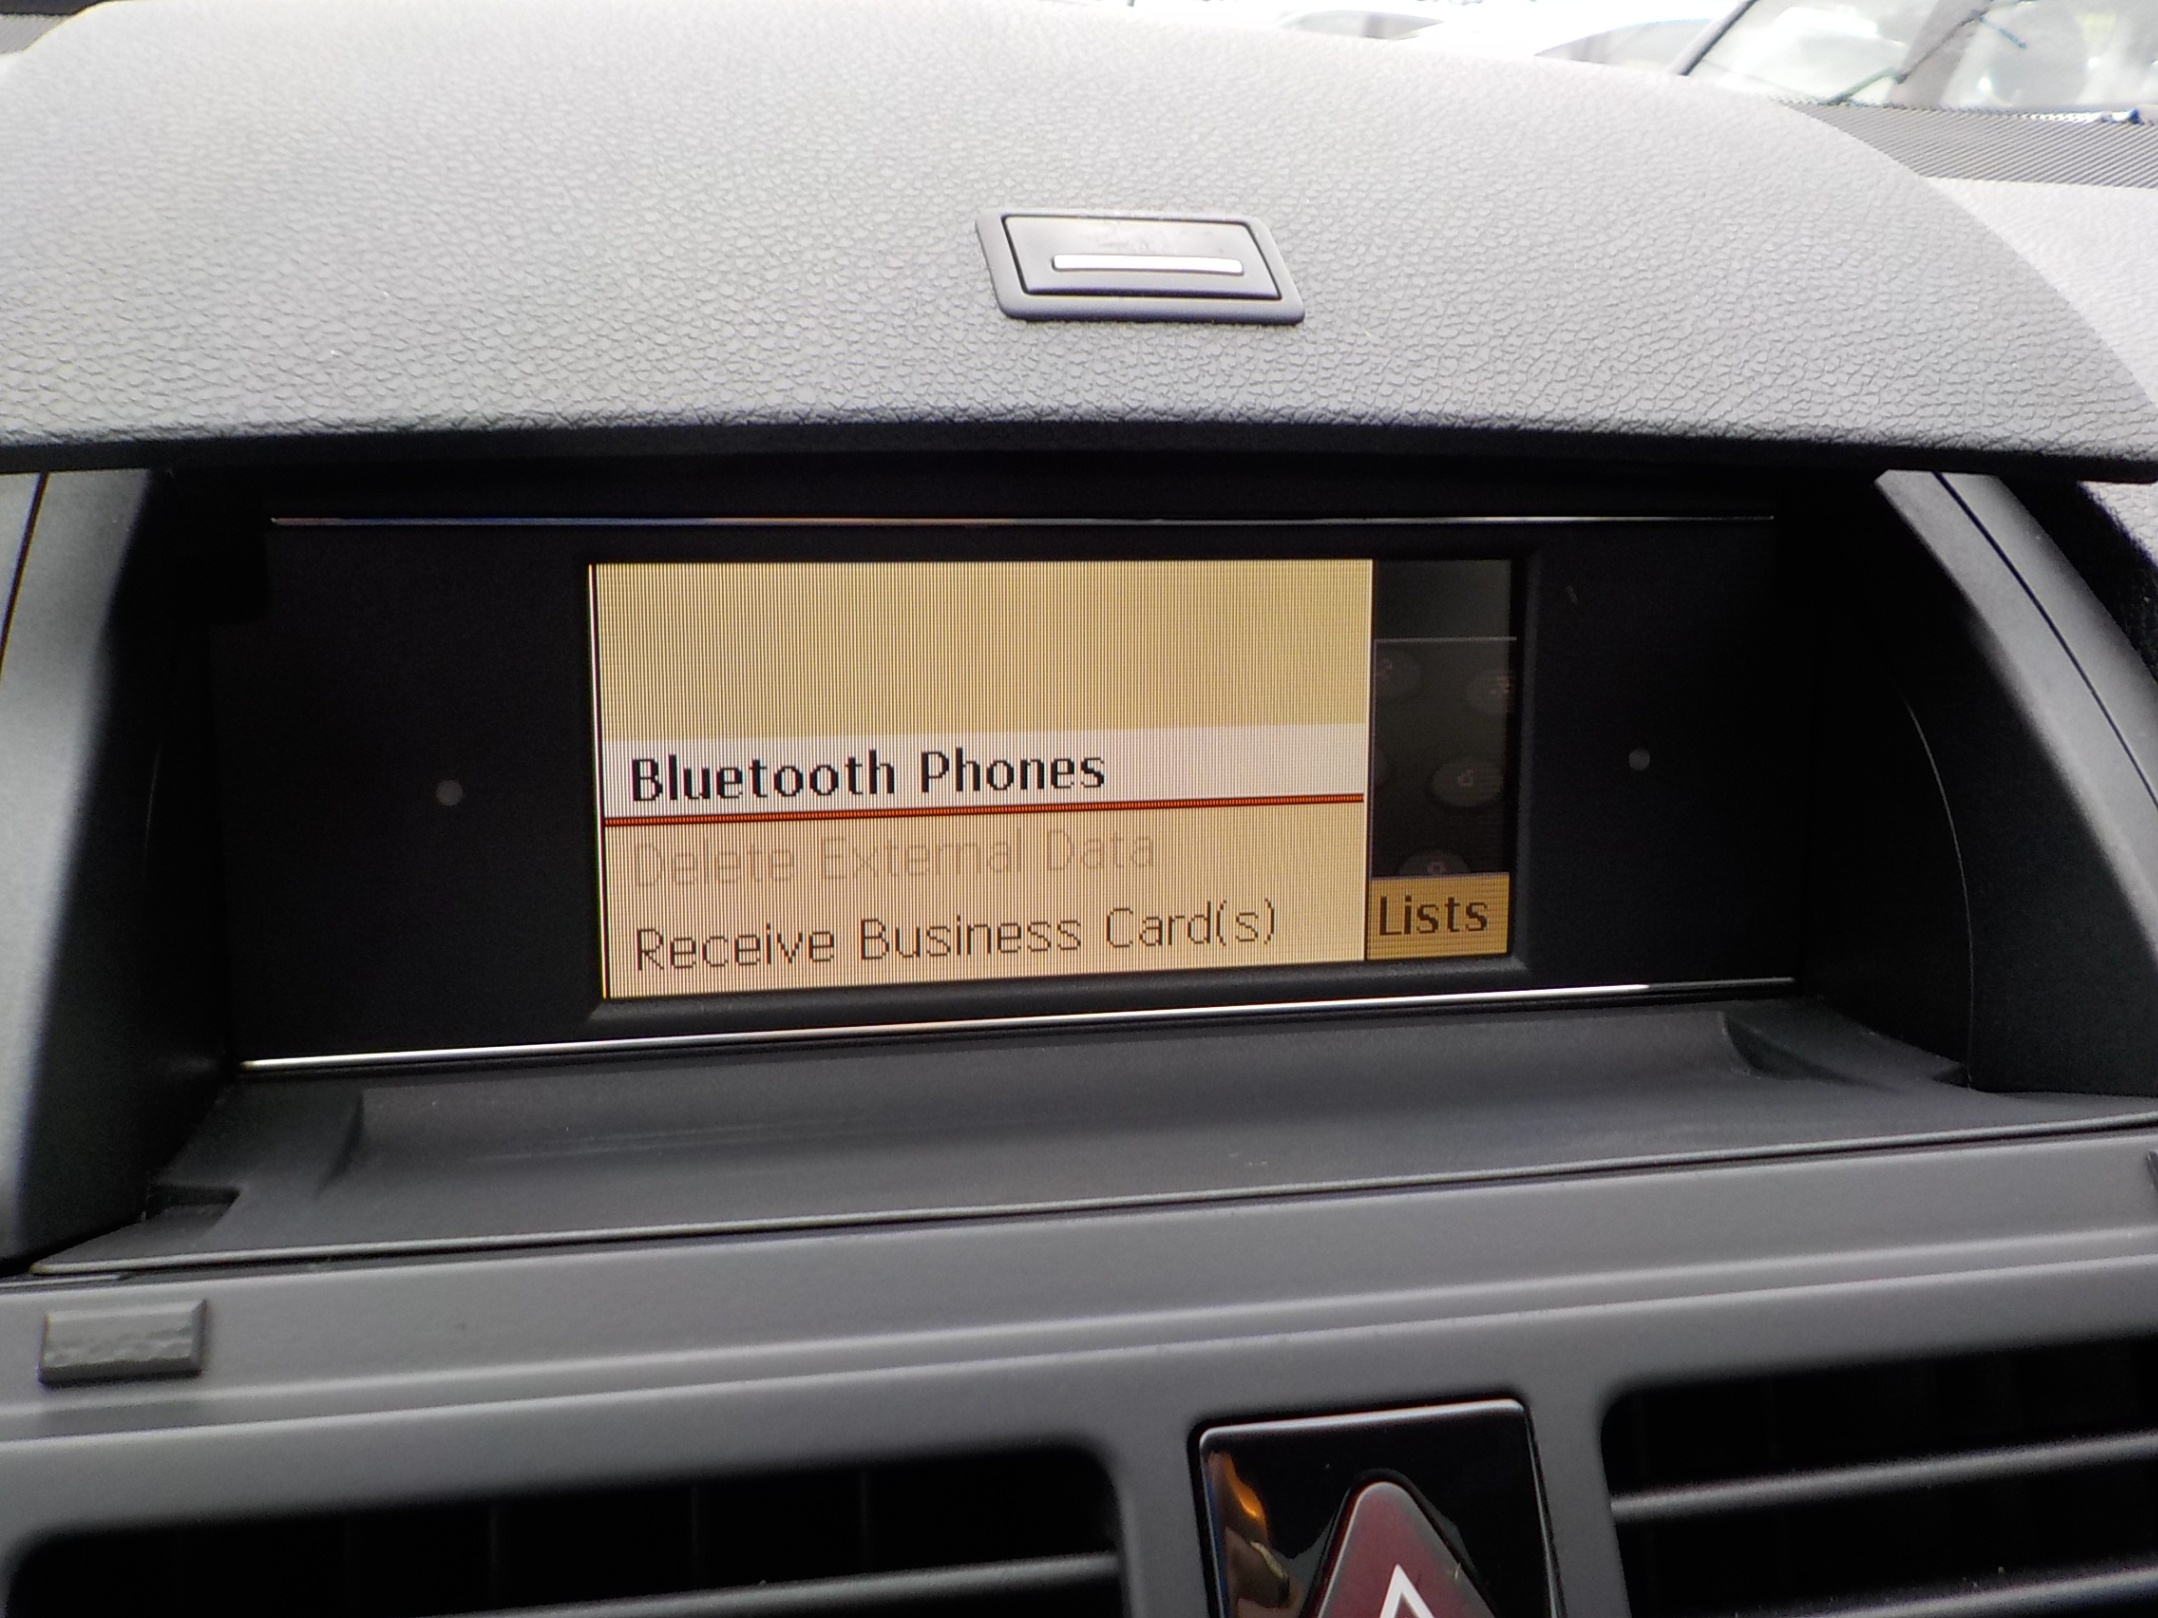 Bluetooth Phones
Delete External Data
Receive Business Card(s)
Lists